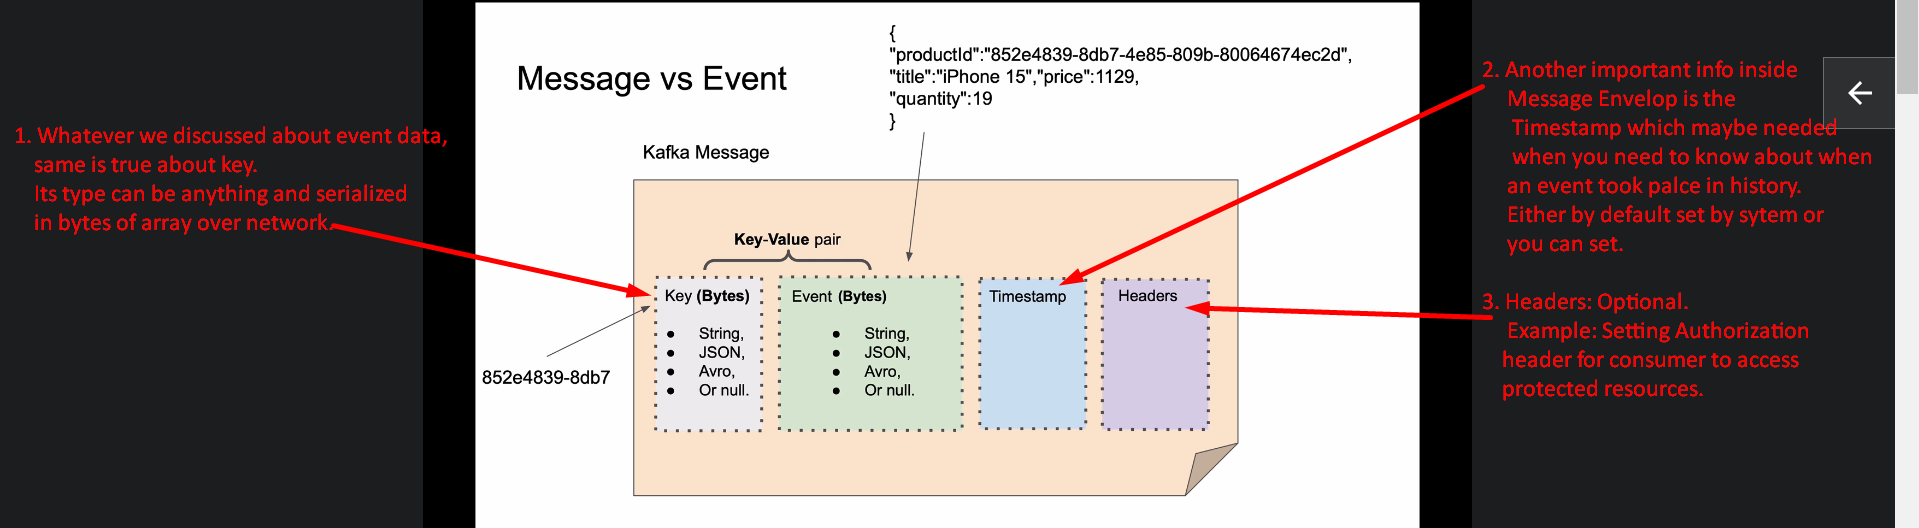 Message vs Event
{
"productId":"852e4839-8db7-4e85-809b-80064674ec2d",
"title":"iPhone 15","price":1129,
"quantity":19
}
1. Whatever we discussed about event data,
same is true about key.
Its type can be anything and serialized
in bytes of array over network.
Kafka Message
Key-Value pair
Key (Bytes)
String,
JSON,
Avro,
Or null.
Event (Bytes)
String,
JSON,
Avro,
Or null.
Timestamp
Headers
852e4839-8db7
2. Another important info inside
Message Envelop is the
Timestamp which maybe needed
when you need to know about when
an event took palce in history.
Either by default set by sytem or
you can set.
3. Headers: Optional.
Example: Setting Authorization
header for consumer to access
protected resources.